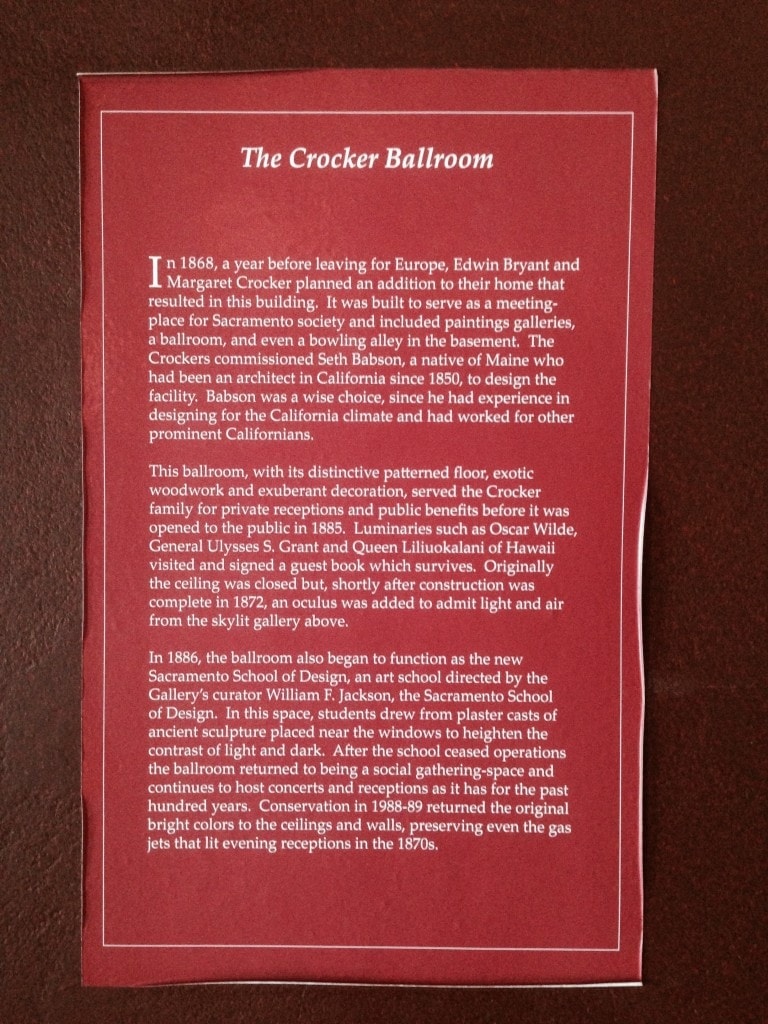 The Crocker Ballroom
In 1868, a year before leaving for Europe, Edwin Bryant and
Margaret Crocker planned an addition to their home that
resulted in this building. It was built to serve as a meeting-
place for Sacramento society and included paintings galleries,
a ballroom, and even a bowling alley in the basement. The
Crockers commissioned Seth Babson, a native of Maine who
had been an architect in California since 1850, to design the
facility. Babson was a wise choice, since he had experience in
designing for the California climate and had worked for other
prominent Californians.
This ballroom, with its distinctive patterned floor, exotic
woodwork and exuberant decoration, served the Crocker
family for private receptions and public benefits before it was
opened to the public in 1885. Luminaries such as Oscar Wilde,
General Ulysses S. Grant and Queen Liliuokalani of Hawaii
visited and signed a guest book which survives. Originally
the ceiling was closed but, shortly after construction was
complete in 1872, an oculus was added to admit light and air
from the skylit gallery above.
In 1886, the ballroom also began to function as the new
Sacramento School of Design, an art school directed by the
Gallery's curator William F. Jackson, the Sacramento School
of Design. In this space, students drew from plaster casts of
ancient sculpture placed near the windows to heighten the
contrast of light and dark. After the school ceased operations
the ballroom returned to being a social gathering-space and
continues to host concerts and receptions as it has for the past
hundred years. Conservation in 1988-89 returned the original
bright colors to the ceilings and walls, preserving even the gas
jets that lit evening receptions in the 1870s.